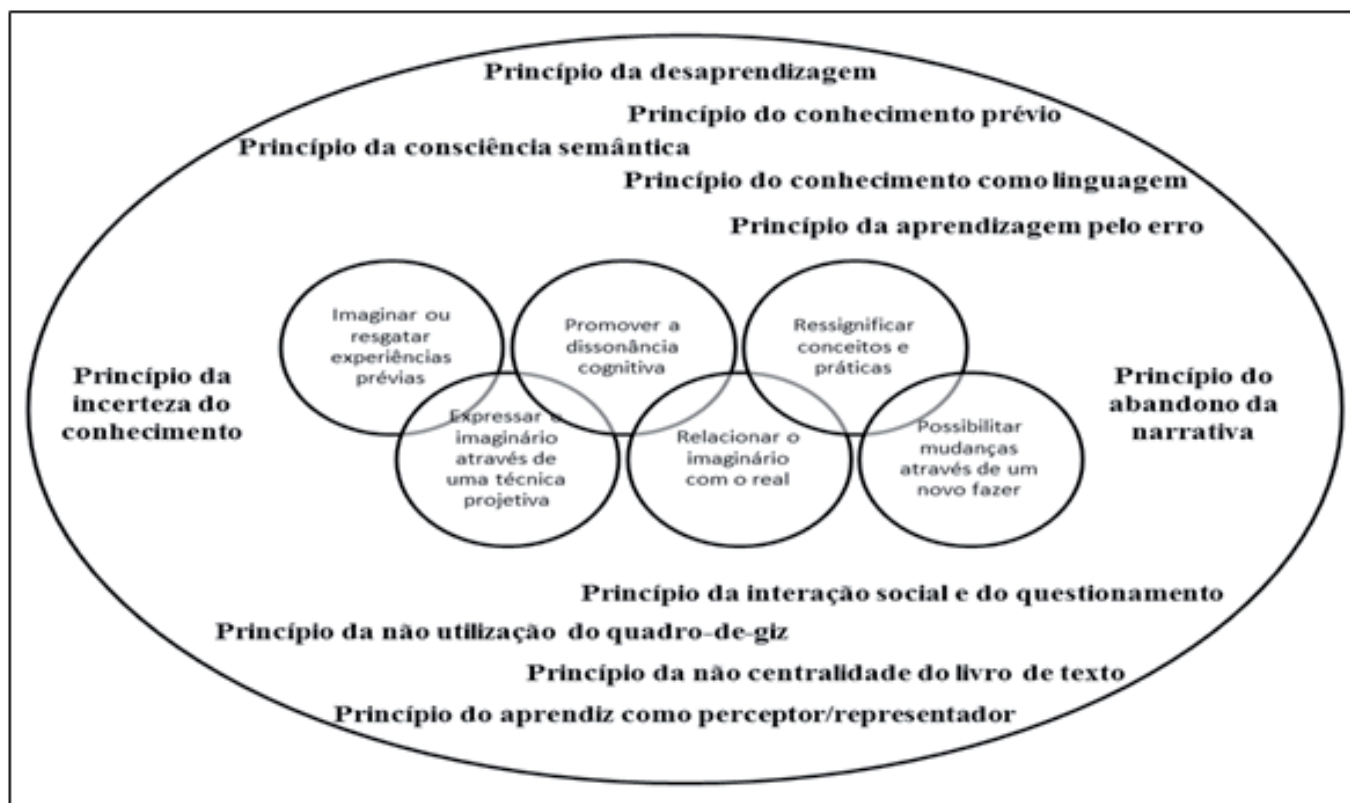 Princípio da desaprendizagem
Princípio do conhecimento prévio
Princípio da consciência semântica
Princípio do conhecimento como linguagem
Princípio da aprendizagem pelo erro
Imaginar ou
resgatar
experiências
prévias
Promover a
dissonância
cognitiva
Ressignificar
conceitos e
práticas
Princípio da
incerteza do
conhecimento
Expressar o
imaginário
através de
uma técnica
projetiva
Relacionar o
imaginário
com o real
Possibilitar
mudanças
através de um
novo fazer
Princípio do
abandono da
narrativa
Princípio da interação social e do questionamento
Princípio da não utilização do quadro-de-giz
Princípio da não centralidade do livro de texto
Princípio do aprendiz como perceptor/representador